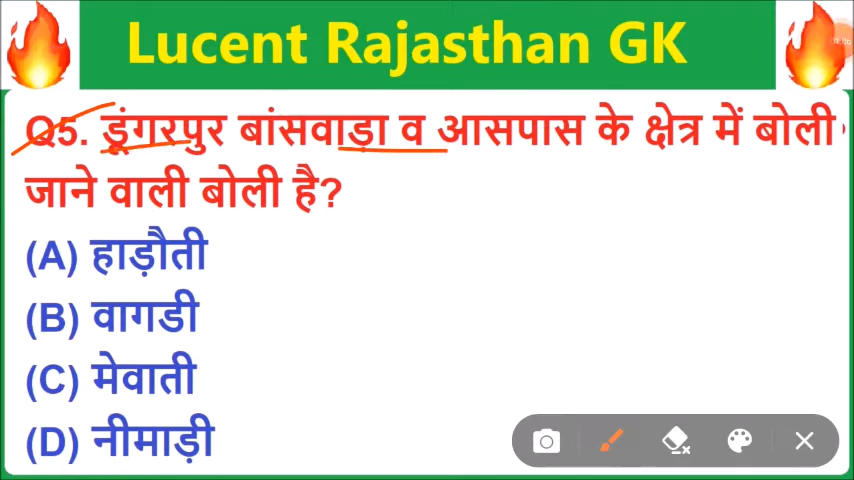 Lucent Rajasthan GK
Q5. डूंगरपुर बांसवाड़ा व आसपास के क्षेत्र में बोली
जाने वाली बोली है?
(A) हाड़ौती
(B) वागडी
(C) मेवाती
(D) नीमाड़ी